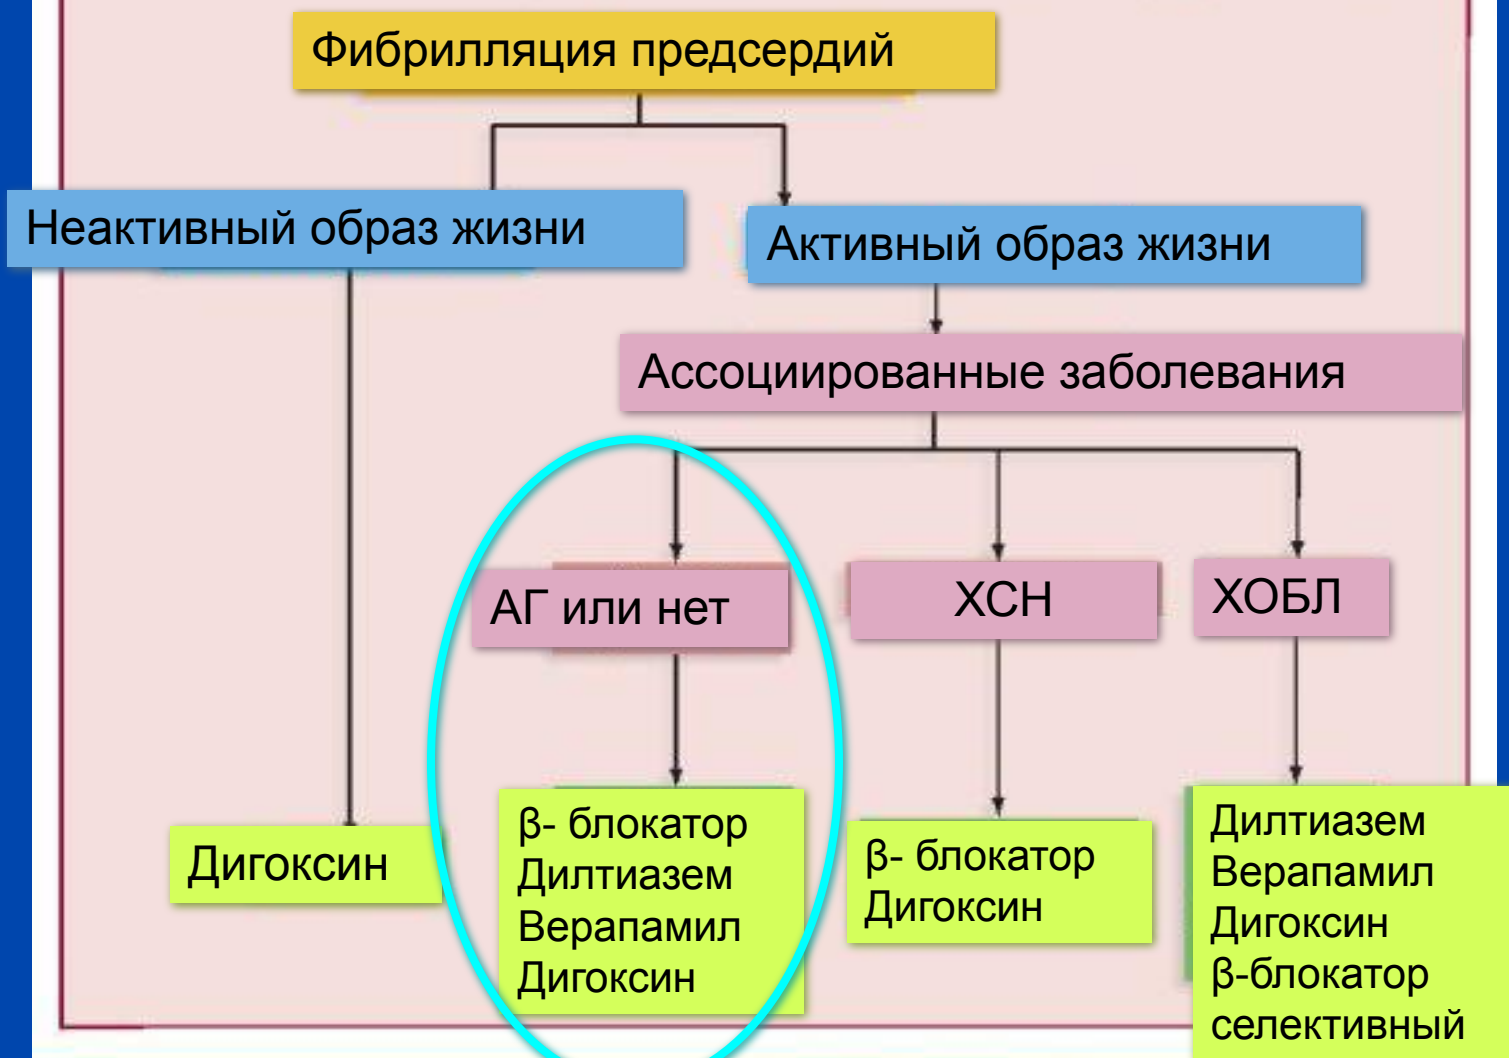 Фибрилляция предсердий
Неактивный образ жизни
Активный образ жизни
Ассоциированные заболевания
АГ или нет
ХСН
ХОБЛ
Дигоксин
β- блокатор
Дилтиазем
Верапамил
Дигоксин
β- блокатор
Дигоксин
Дилтиазем
Верапамил
Дигоксин
β-блокатор
селективный